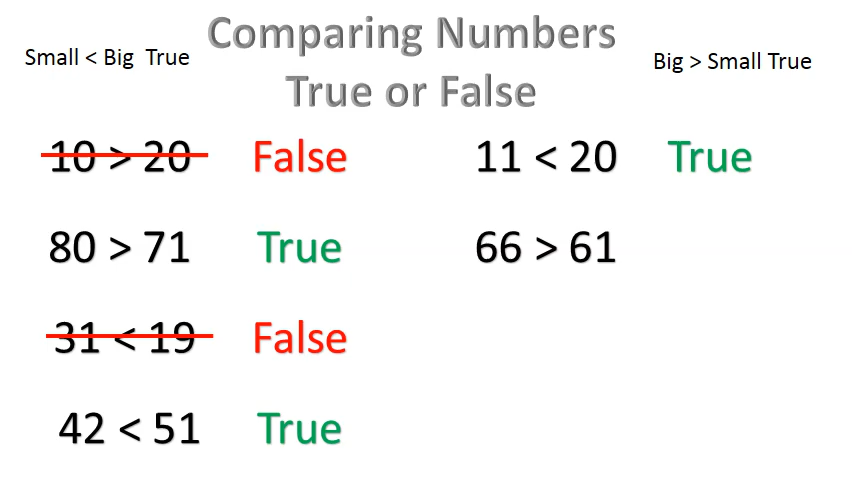 Comparing Numbers
True or False
Small < Big  True
Big > Small True
10 > 20 False
80 > 71 True
31 < 19 False
42 < 51 True
11 < 20 True
66 > 61